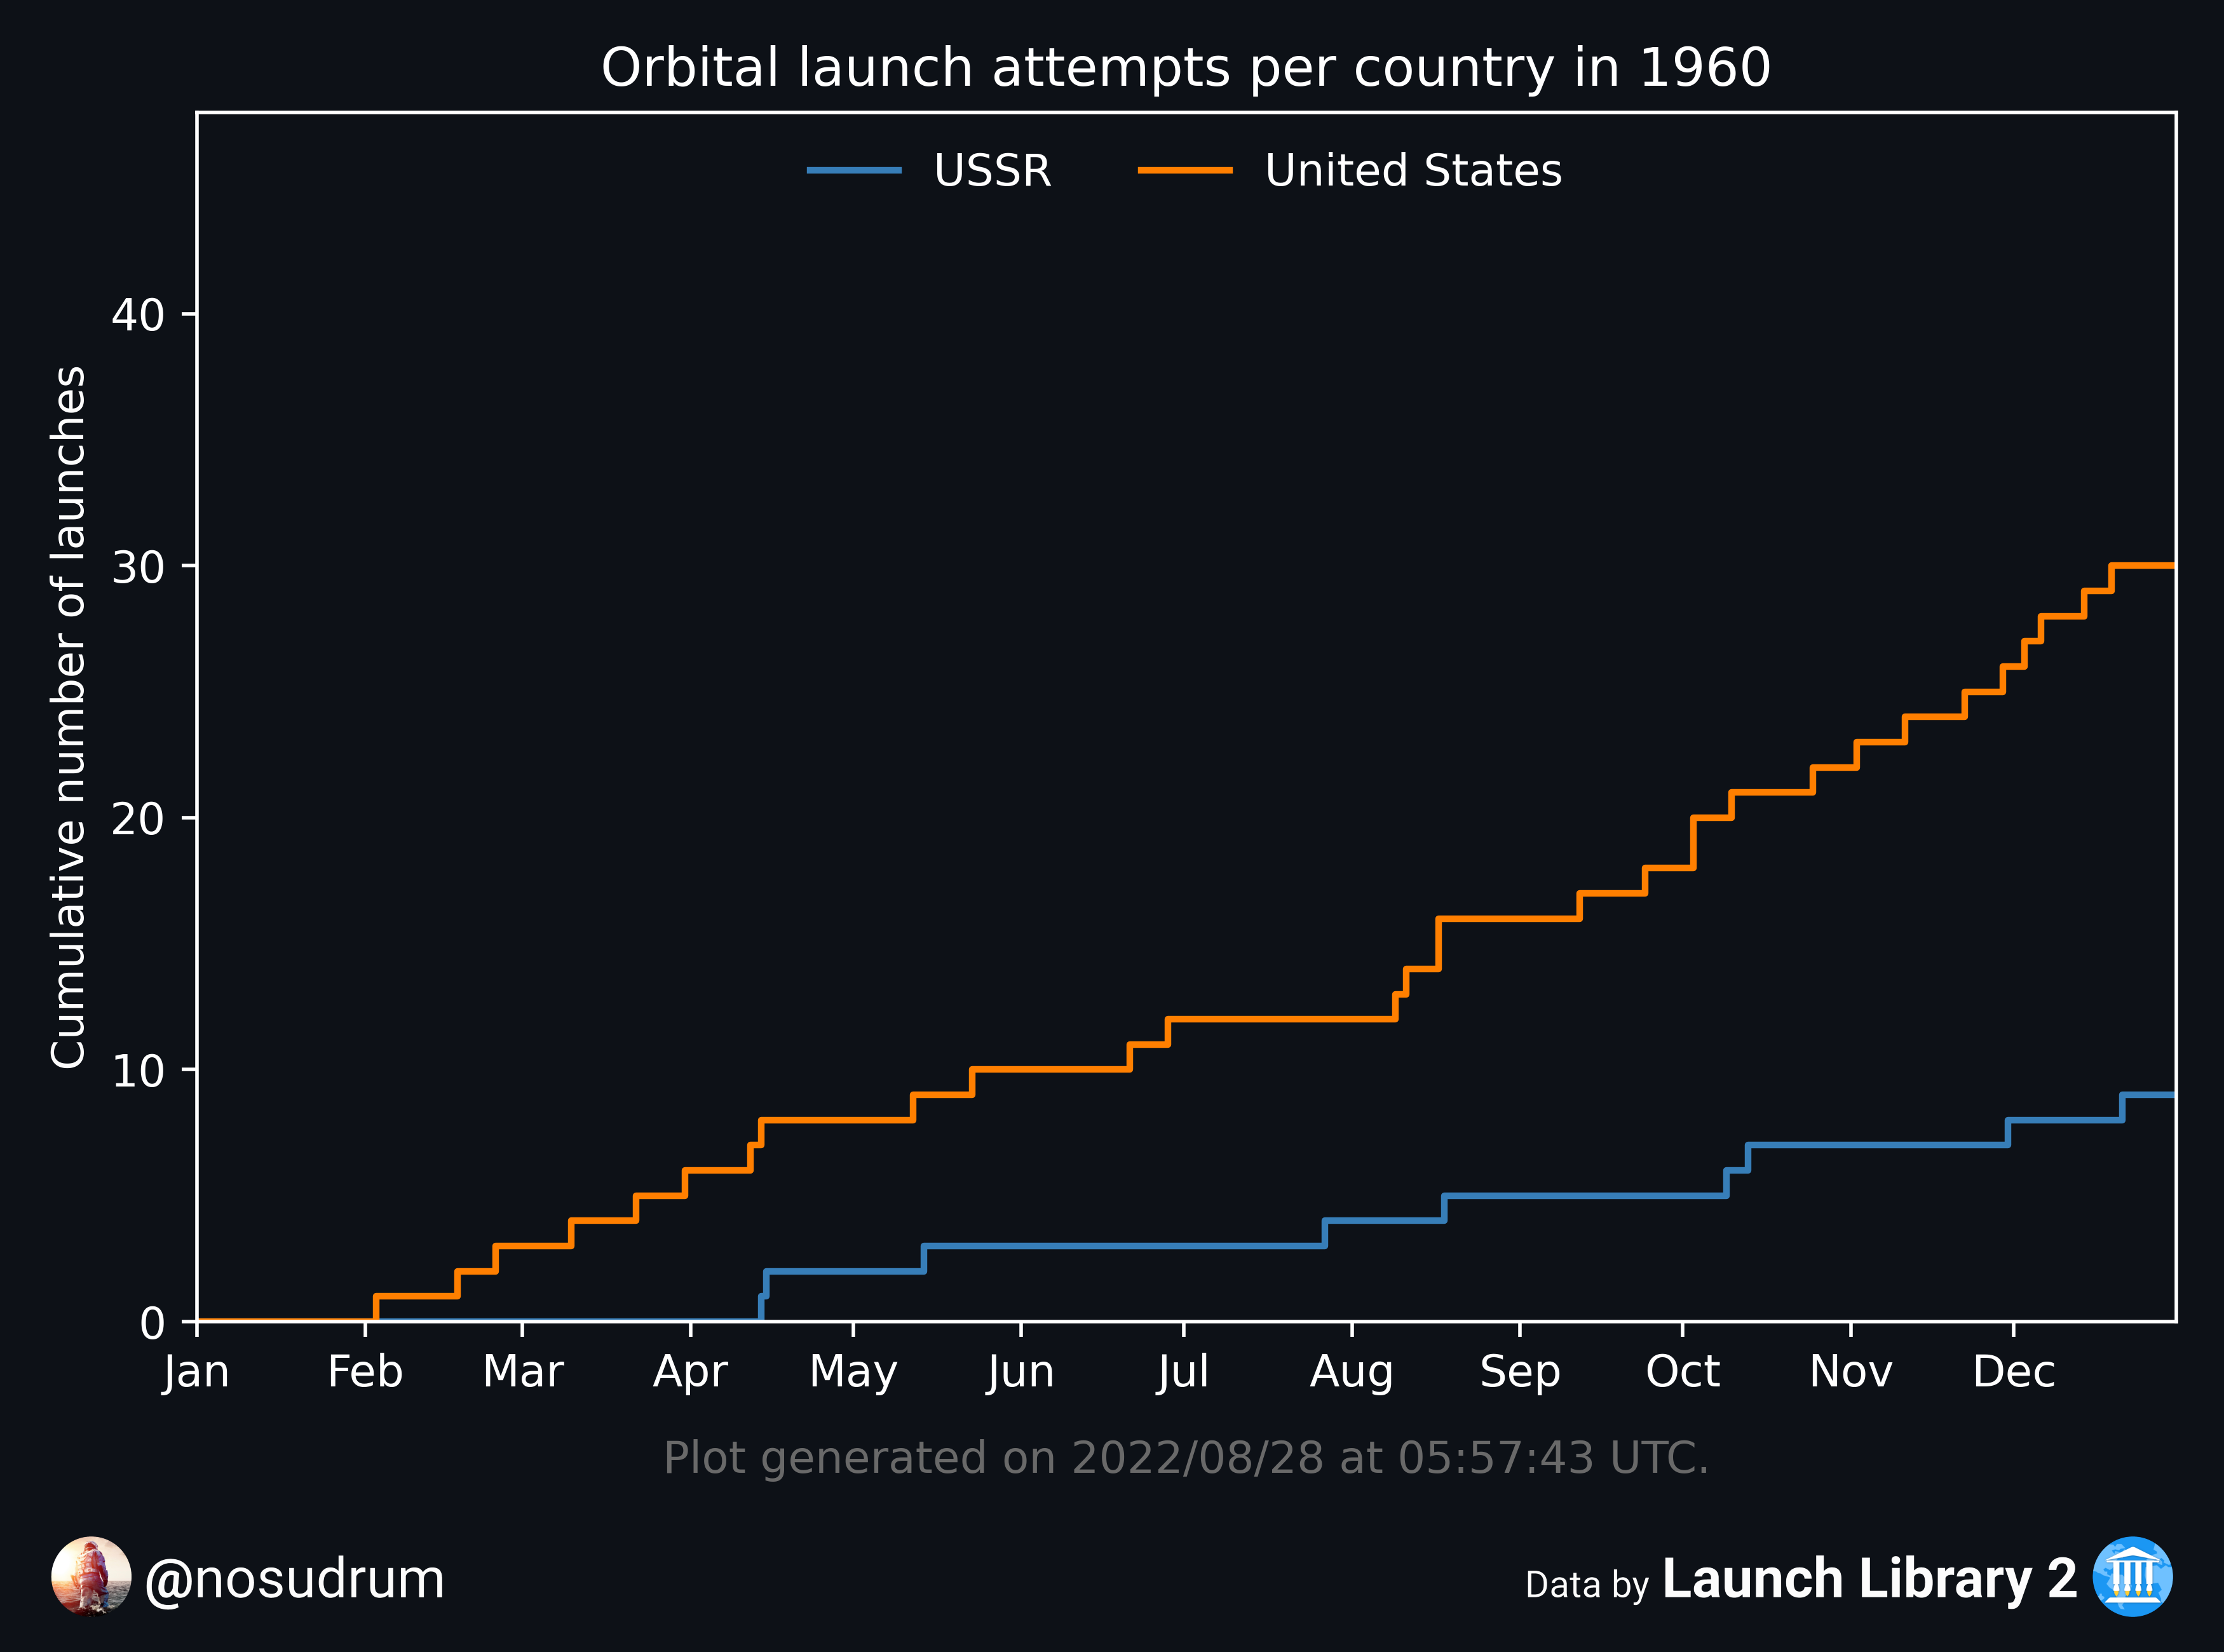 Orbital launch attempts per country in 1960
USSR United States
Cumulative number of launches
40
30
20
10
0
Jan Feb Mar Apr May Jun Jul Aug Sep Oct Nov Dec
Plot generated on 2022/08/28 at 05:57:43 UTC.
@nosudrum
Data by Launch Library 2